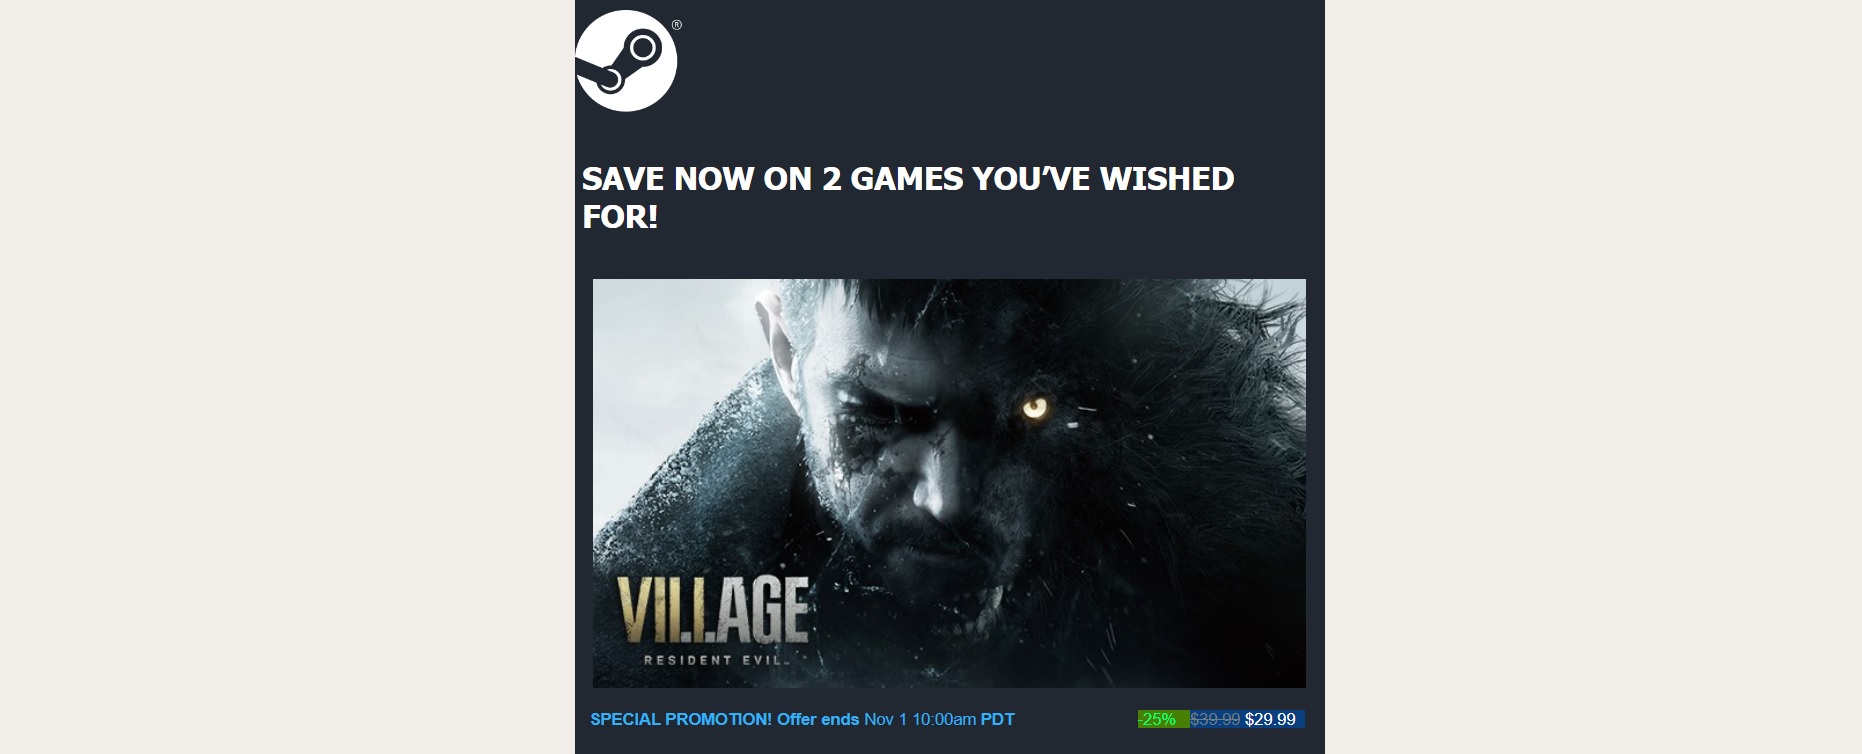 ®
SAVE NOW ON 2 GAMES YOU’VE WISHED
FOR!
VILLAGE
RESIDENT EVIL™
SPECIAL PROMOTION! Offer ends Nov 1 10:00am PDT
-25% $39.99 $29.99